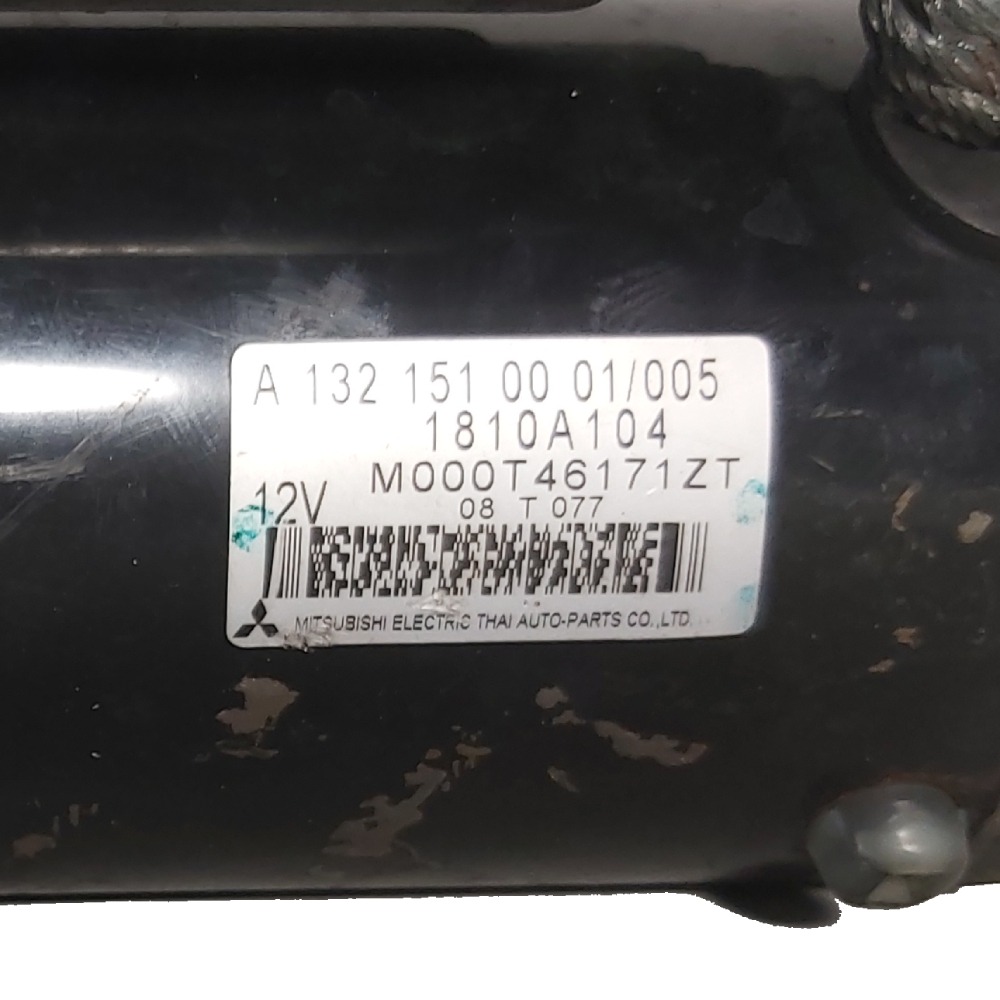 A 132 151 00 01/005
1810A104
M000T46171ZT
12V
08 T 077
MITSUBISHI ELECTRIC THAI AUTO-PARTS CO.,LTD.